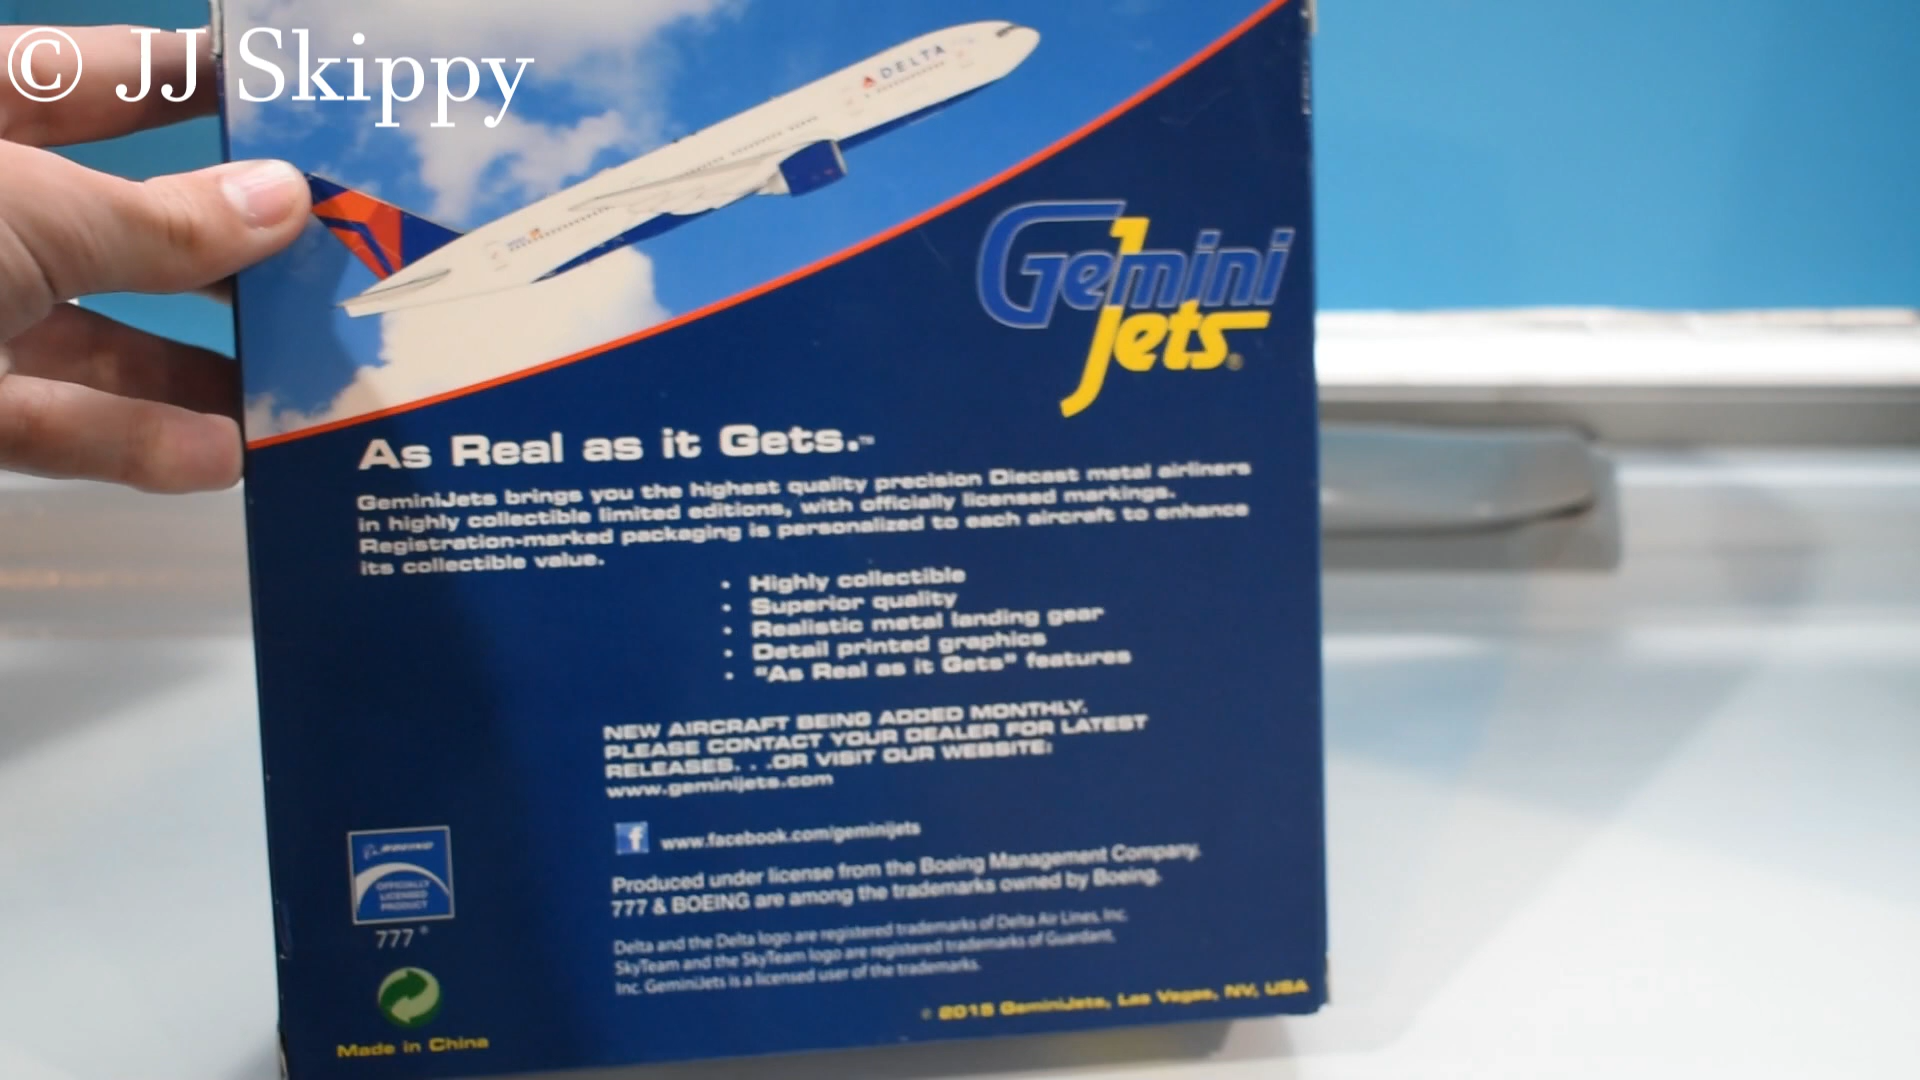 © JJ Skippy
DELTA
Gemini
Jets®
As Real as it Gets.™
GeminiJets brings you the highest quality precision Diecast metal airliners
in highly collectible limited editions, with officially licensed markings.
Registration-marked packaging is personalized to each aircraft to enhance
its collectible value.
• Highly collectible
• Superior quality
• Realistic metal landing gear
• Detail printed graphics
• "As Real as it Gets" features
NEW AIRCRAFT BEING ADDED MONTHLY.
PLEASE CONTACT YOUR DEALER FOR LATEST
RELEASES. . .OR VISIT OUR WEBSITE:
www.geminijets.com
f www.facebook.com/geminijets
Produced under license from the Boeing Management Company.
777 & BOEING are among the trademarks owned by Boeing.
BOEING
OFFICIALLY
LICENSED
PRODUCT
777®
Delta and the Delta logo are registered trademarks of Delta Air Lines, Inc.
SkyTeam and the SkyTeam logo are registered trademarks of Guardant,
Inc. GeminiJets is a licensed user of the trademarks.
© 2015 GeminiJets, Las Vegas, NV, USA
Made in China